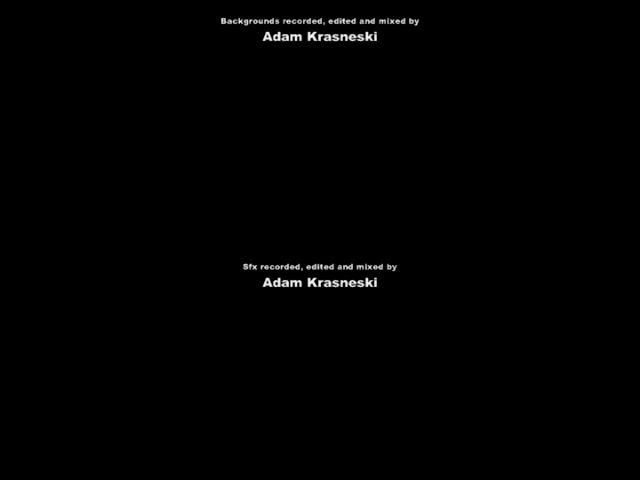 Backgrounds recorded, edited and mixed by
Adam Krasneski
Sfx recorded, edited and mixed by
Adam Krasneski